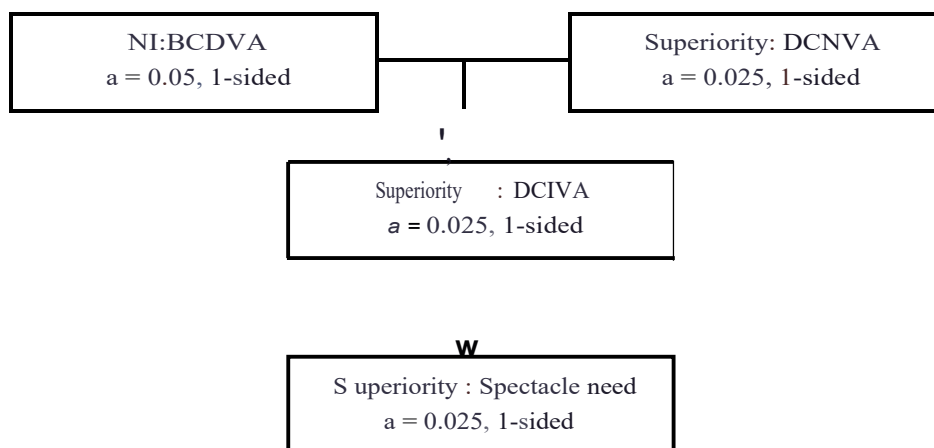 NI:BCDVA
a = 0.05, 1-sided
Superiority: DCNVA
a = 0.025, 1-sided
',
Superiority : DCIVA
a = 0.025, 1-sided
w
S uperiority : Spectacle need
a = 0.025, 1-sided